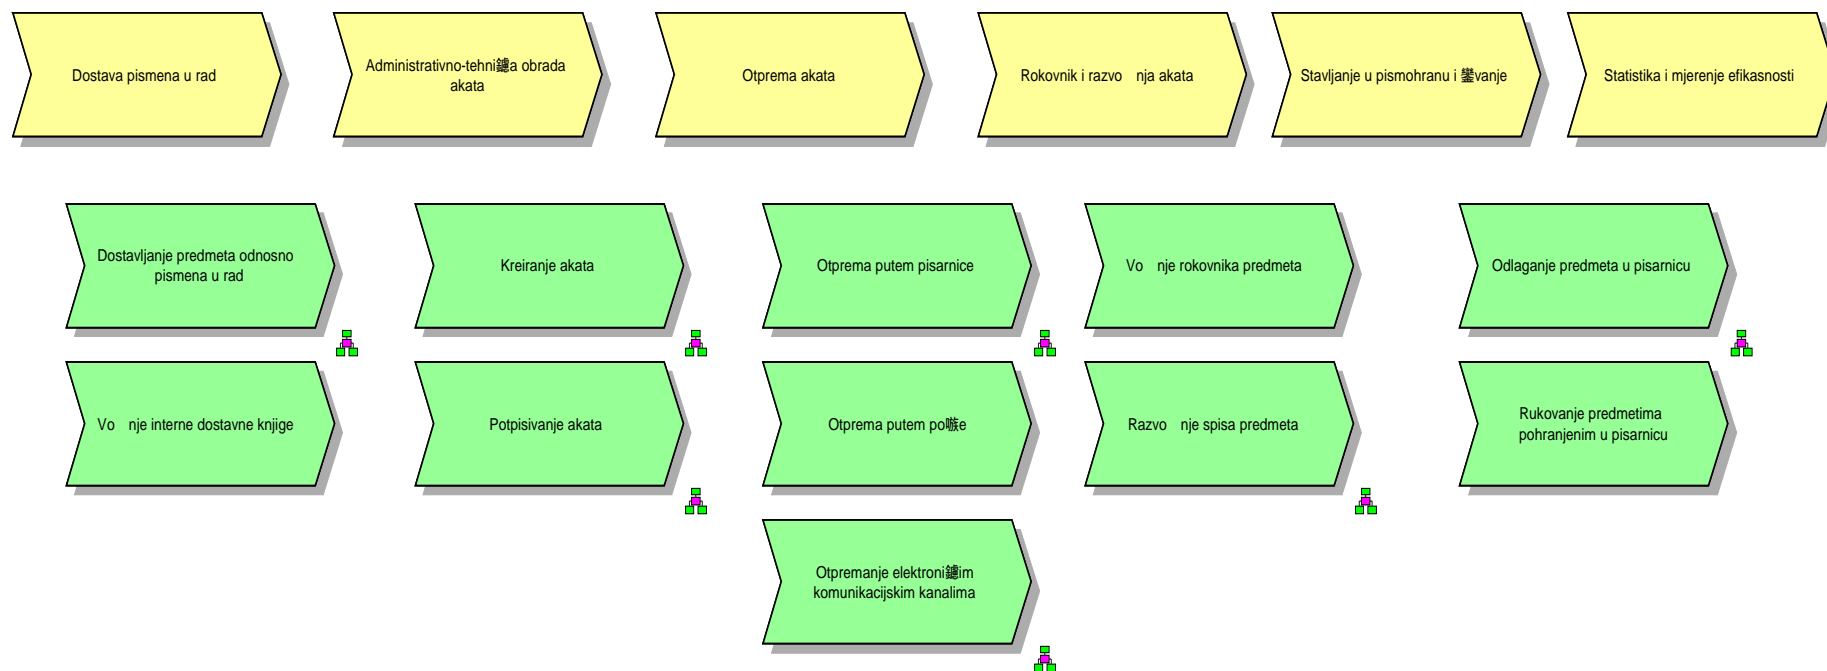 Dostava pismena u rad
Administrativno-tehni鑪a obrada
akata
Otprema akata
Rokovnik i razvo nja akata
Stavljanje u pismohranu i 鑾vanje
Statistika i mjerenje efikasnosti
Dostavljanje predmeta odnosno
pismena u rad
Kreiranje akata
Otprema putem pisarnice
Vo nje rokovnika predmeta
Odlaganje predmeta u pisarnicu
Vo nje interne dostavne knjige
Potpisivanje akata
Otprema putem po嗾e
Razvo nje spisa predmeta
Rukovanje predmetima
pohranjenim u pisarnicu
Otpremanje elektroni鑪im
komunikacijskim kanalima